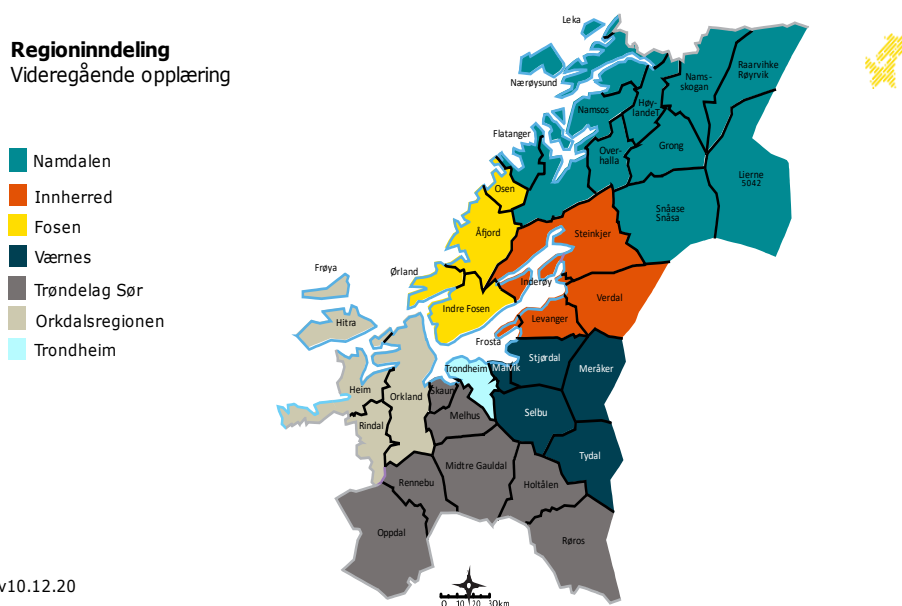 Regioninndeling
Videregående opplæring
Namdalen
Innherred
Fosen
Værnes
Trøndelag Sør
Orkdalsregionen
Trondheim
Leka
Nærøysund
Namsos
Høy-
landet
Nams-
skogan
Raarvihke
Røyrvik
Flatanger
Over-
halla
Grong
Lierne
5042
Osen
Snåase
Snåsa
Åfjord
Steinkjer
Frøya
Ørland
Inderøy
Verdal
Hitra
Indre Fosen
Levanger
Frosta
Stjørdal
Trondheim
Malvik
Meråker
Heim
Orkland
Skaun
Melhus
Selbu
Rindal
Midtre Gauldal
Tydal
Rennebu
Holtålen
Oppdal
Røros
v10.12.20
0 10 20 30km